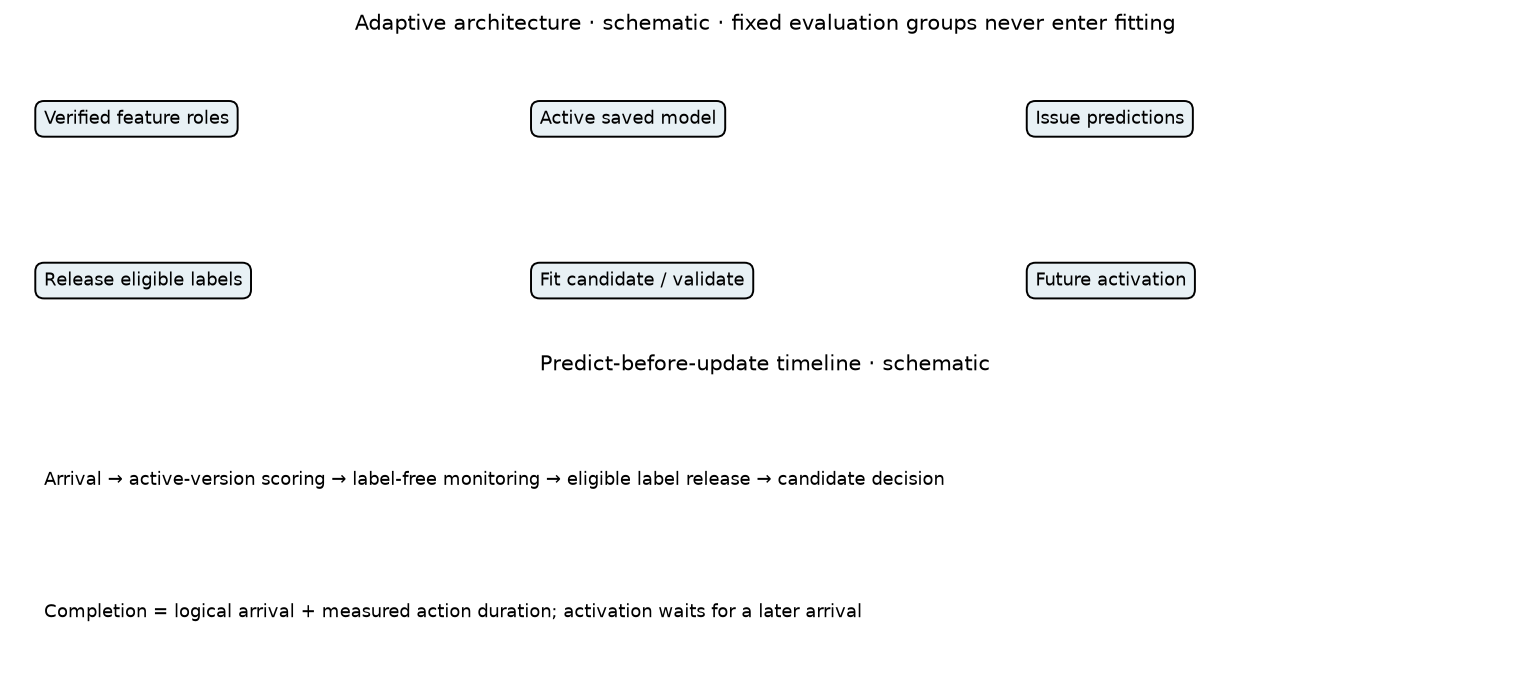 Adaptive architecture · schematic · fixed evaluation groups never enter fitting
Verified feature roles
Active saved model
Issue predictions
Release eligible labels
Fit candidate / validate
Future activation
Predict-before-update timeline · schematic
Arrival → active-version scoring → label-free monitoring → eligible label release → candidate decision
Completion = logical arrival + measured action duration; activation waits for a later arrival